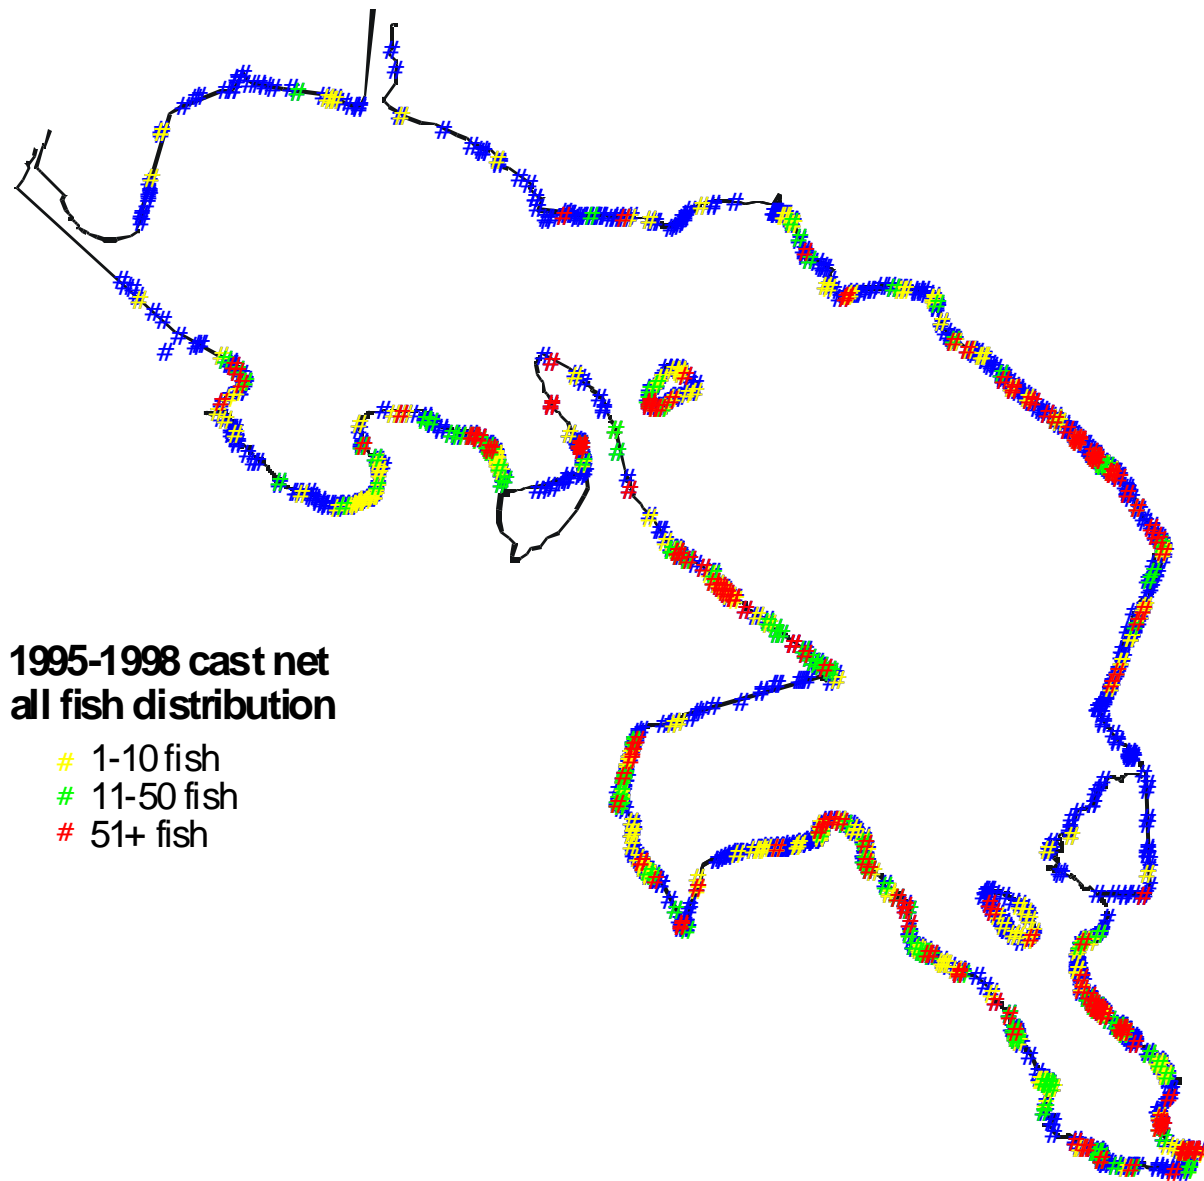 1995-1998 cast net
all fish distribution
# 1-10 fish
# 11-50 fish
# 51+ fish